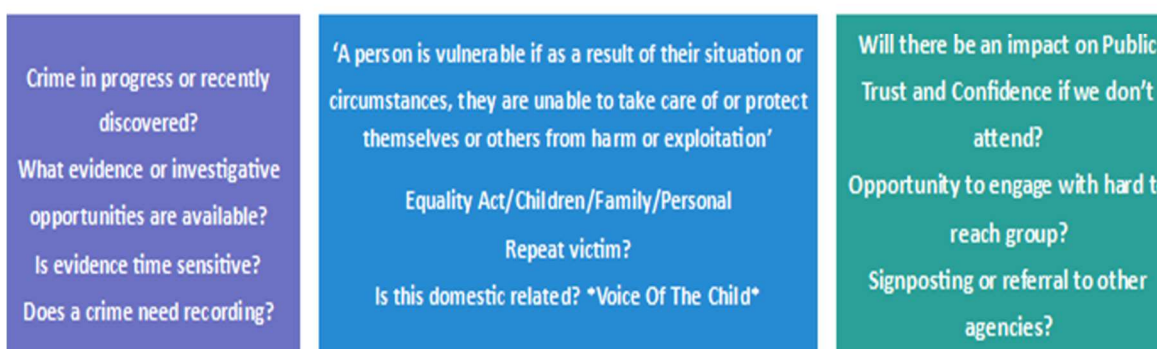 Crime in progress or recently
discovered?
What evidence or investigative
opportunities are available?
Is evidence time sensitive?
Does a crime need recording?
'A person is vulnerable if as a result of their situation or
circumstances, they are unable to take care of or protect
themselves or others from harm or exploitation'
Equality Act/Children/Family/Personal
Repeat victim?
Is this domestic related? *Voice Of The Child*
Will there be an impact on Public
Trust and Confidence if we don't
attend?
Opportunity to engage with hard t
reach group?
Signposting or referral to other
agencies?